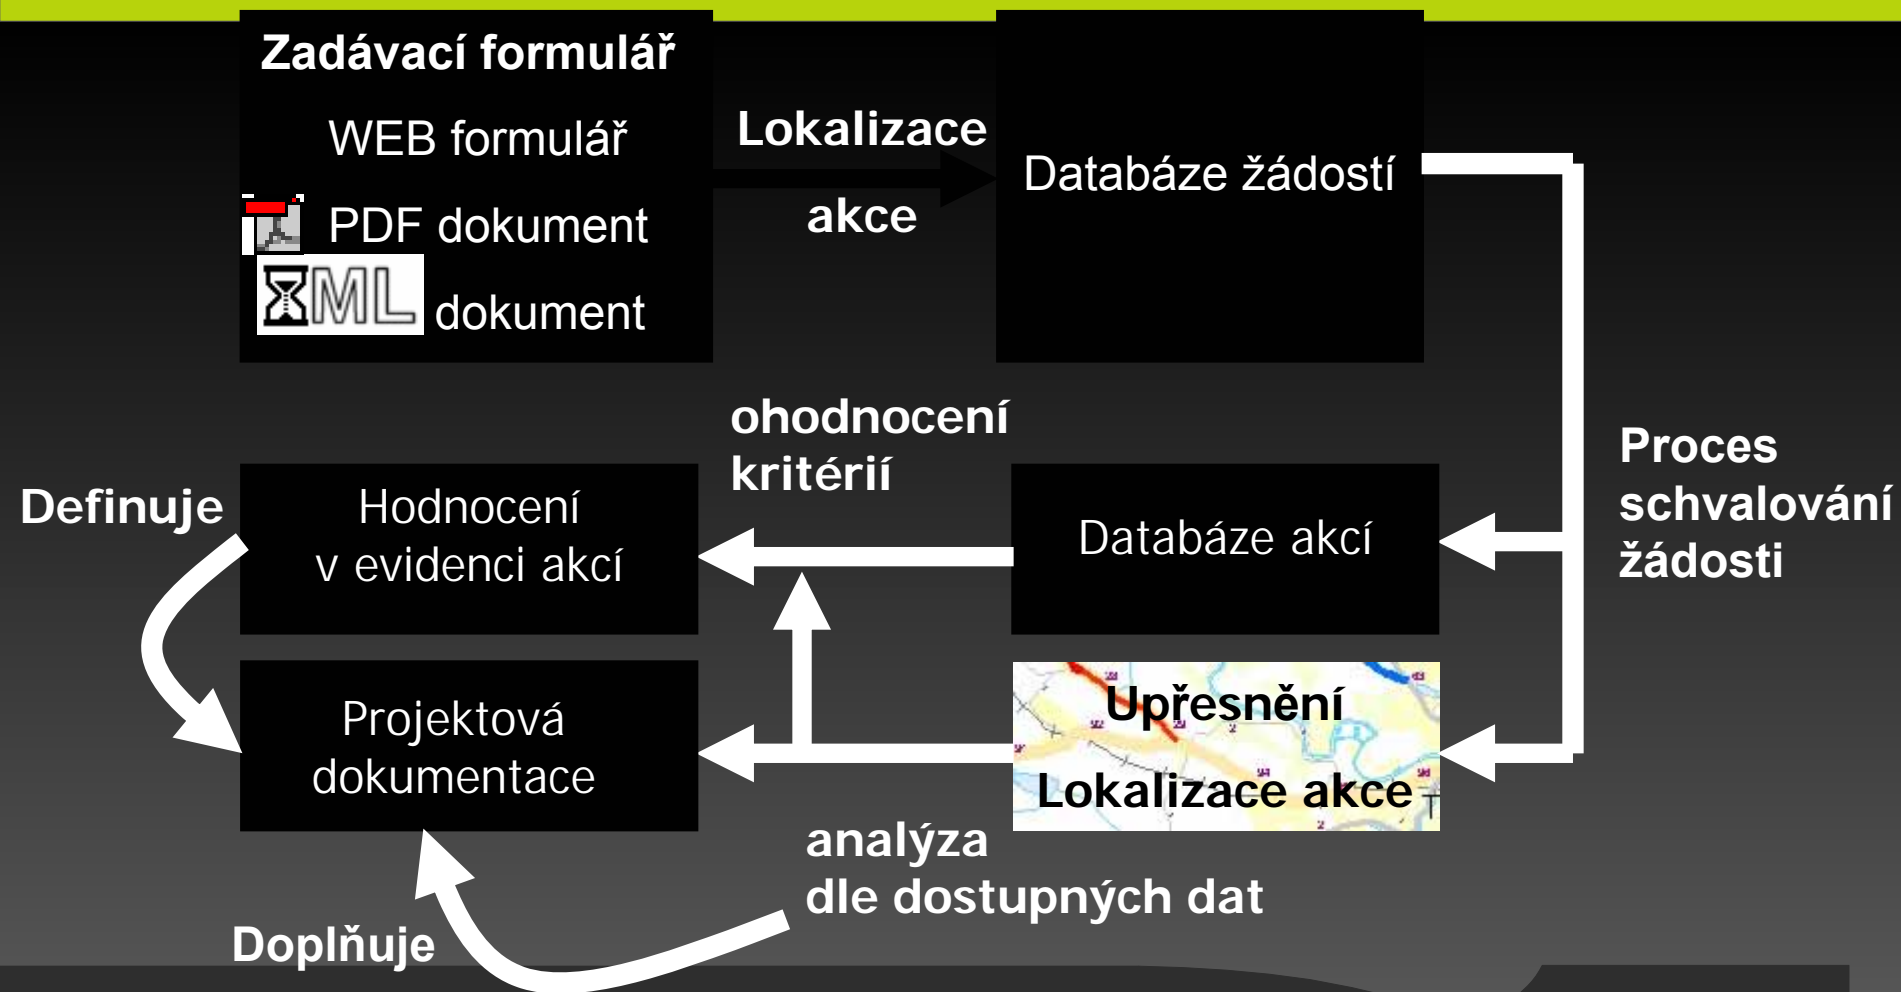 Zadávací formulář
WEB formulář
PDF dokument
XML dokument
Lokalizace
akce
Databáze žádostí
Proces
schvalování
žádosti
ohodnocení
kritérií
Definuje
Hodnocení
v evidenci akcí
Databáze akcí
Projektová
dokumentace
Upřesnění
Lokalizace akce
analýza
dle dostupných dat
Doplňuje